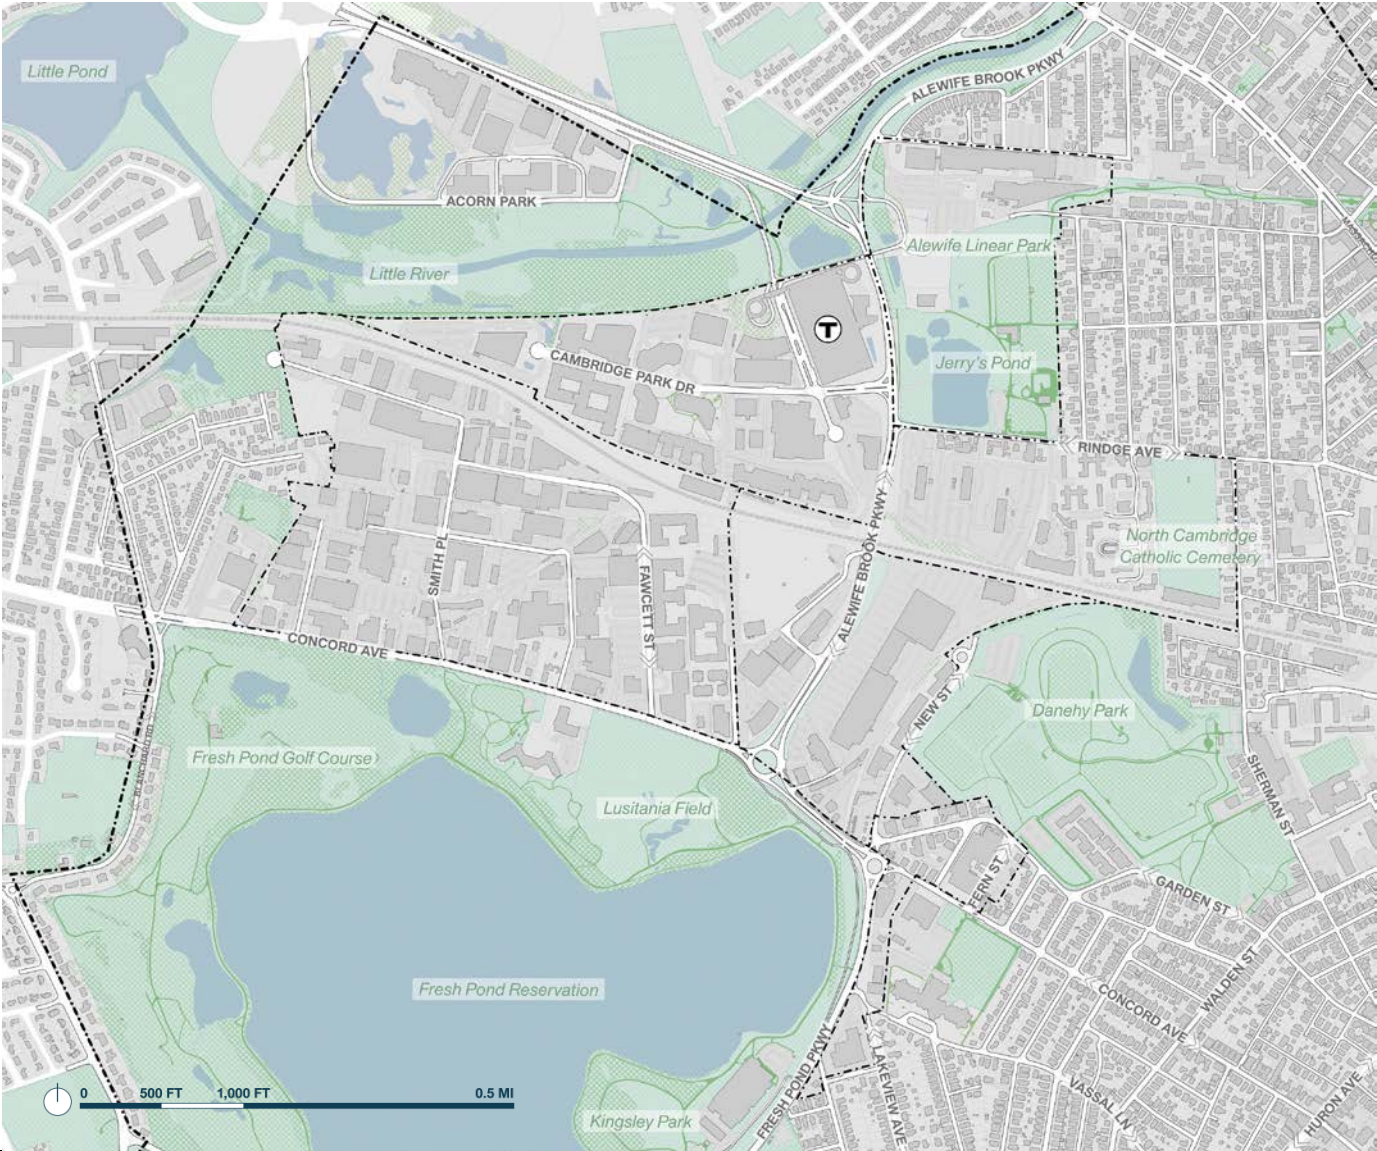 Little Pond
ALEWIFE BROOK PKWY
ACORN PARK
Alewife Linear Park
Little River
T
CAMBRIDGE PARK DR
Jerry's Pond
RINDGE AVE
North Cambridge
Catholic Cemetery
SMITH PL
FAWCETT ST
ALEWIFE BROOK PKWY
CONCORD AVE
NEW ST
Danehy Park
BLANCHARD RD
Fresh Pond Golf Course
Lusitania Field
SHERMAN ST
FERN ST
GARDEN ST
WALDEN ST
Fresh Pond Reservation
CONCORD AVE
FRESH POND PKWY
LAKEVIEW AVE
VASSAL LN
HURON AVE
Kingsley Park
0 500 FT 1,000 FT 0.5 MI